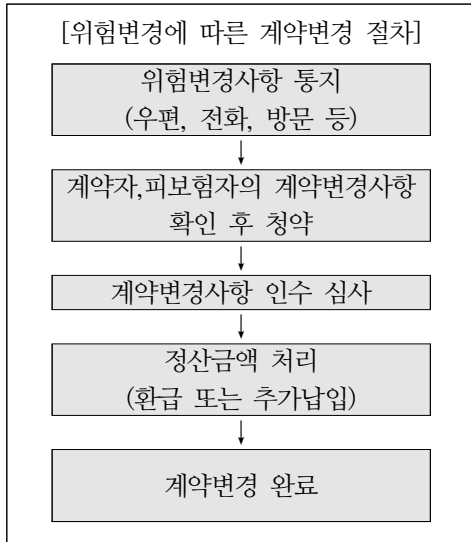 [위험변경에 따른 계약변경 절차]
위험변경사항 통지
(우편, 전화, 방문 등)
계약자,피보험자의 계약변경사항
확인 후 청약
계약변경사항 인수 심사
정산금액 처리
(환급 또는 추가납입)
계약변경 완료